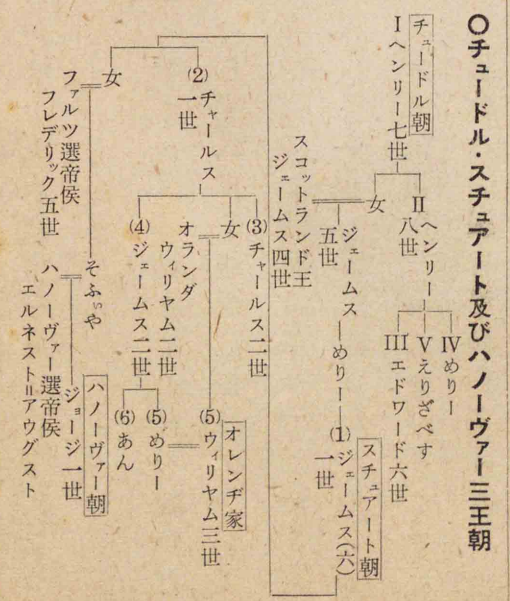 〇チュードル・スチュアート及びハノーヴァー三王朝
チュードル朝
I ヘンリー七世
II ヘンリー八世
女
IV めりー
V えりざべす
III エドワード六世
スコットランド王
ジェームス四世
ジェームス五世
めりー
スチュアート朝
(1) ジェームス(六)一世
(2) チャールス一世
女
ファルツ選帝侯
フレデリック五世
(3) チャールス二世
女
オランダ
ウィリヤム二世
(4) ジェームス二世
オレンヂ家
(5) ウィリヤム三世
(5) めりー
(6) あん
そふぃや
ハノーヴァー選帝侯
エルネスト＝アウグスト
ハノーヴァー朝
ジョージ一世